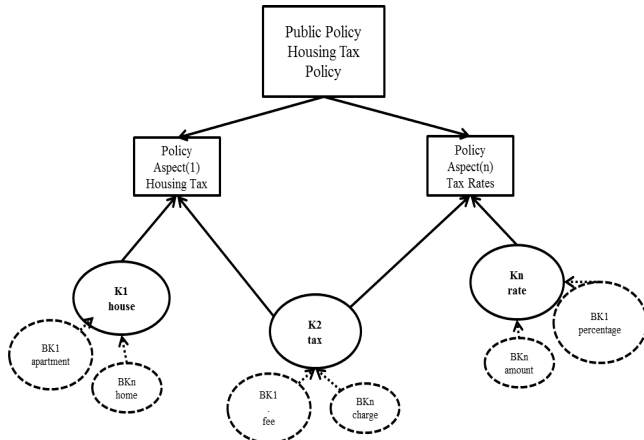 Public Policy
Housing Tax
Policy
Policy
Aspect(1)
Housing Tax
Policy
Aspect(n)
Tax Rates
K1
house
K2
tax
Kn
rate
BK1
apartment
BKn
home
BK1
.
fee
BKn
charge
BKn
amount
BK1
percentage